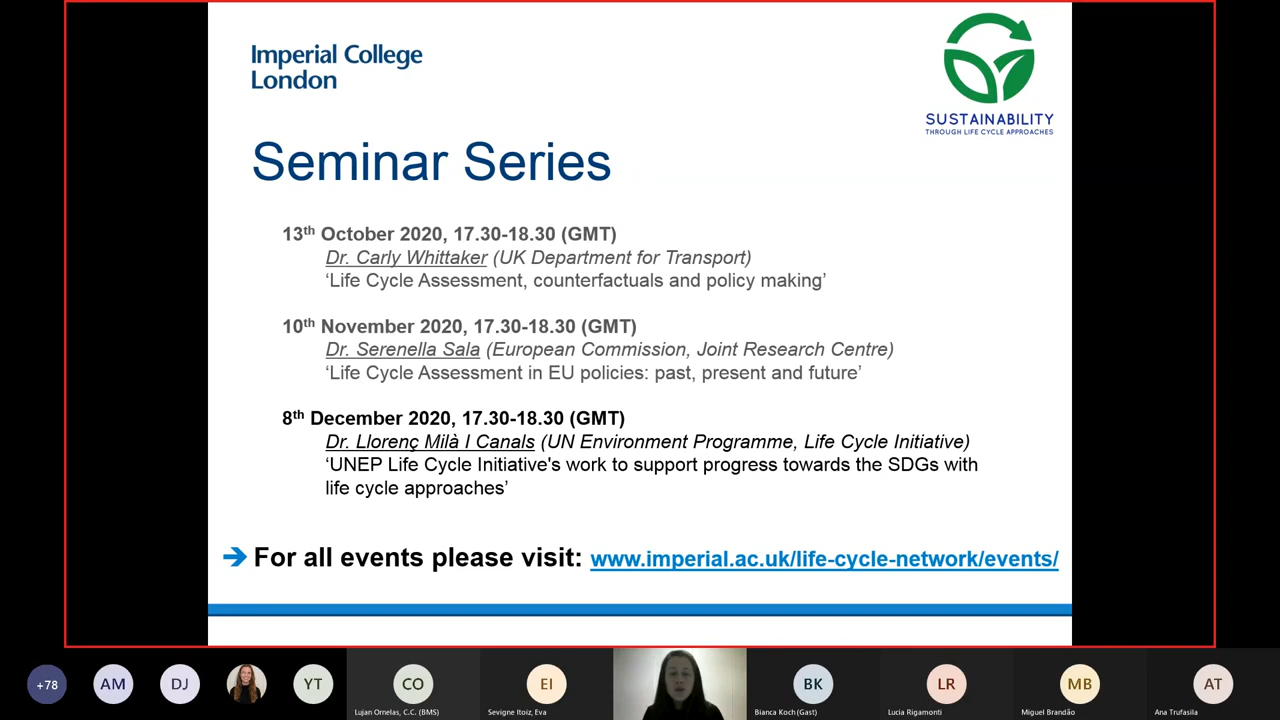 Imperial College
London
SUSTAINABILITY
THROUGH LIFE CYCLE APPROACHES
Seminar Series
13th October 2020, 17.30-18.30 (GMT)
Dr. Carly Whittaker (UK Department for Transport)
‘Life Cycle Assessment, counterfactuals and policy making’
10th November 2020, 17.30-18.30 (GMT)
Dr. Serenella Sala (European Commission, Joint Research Centre)
‘Life Cycle Assessment in EU policies: past, present and future’
8th December 2020, 17.30-18.30 (GMT)
Dr. Llorenç Milà I Canals (UN Environment Programme, Life Cycle Initiative)
‘UNEP Life Cycle Initiative's work to support progress towards the SDGs with
life cycle approaches’
➔ For all events please visit: www.imperial.ac.uk/life-cycle-network/events/
+78 AM DJ YT CO EI BK LR MB AT
Lujan Ornelas, C.C. (BMS) Sevigne Itoiz, Eva Bianca Koch (Gast) Lucia Rigamonti Miguel Brandão Ana Trufasila